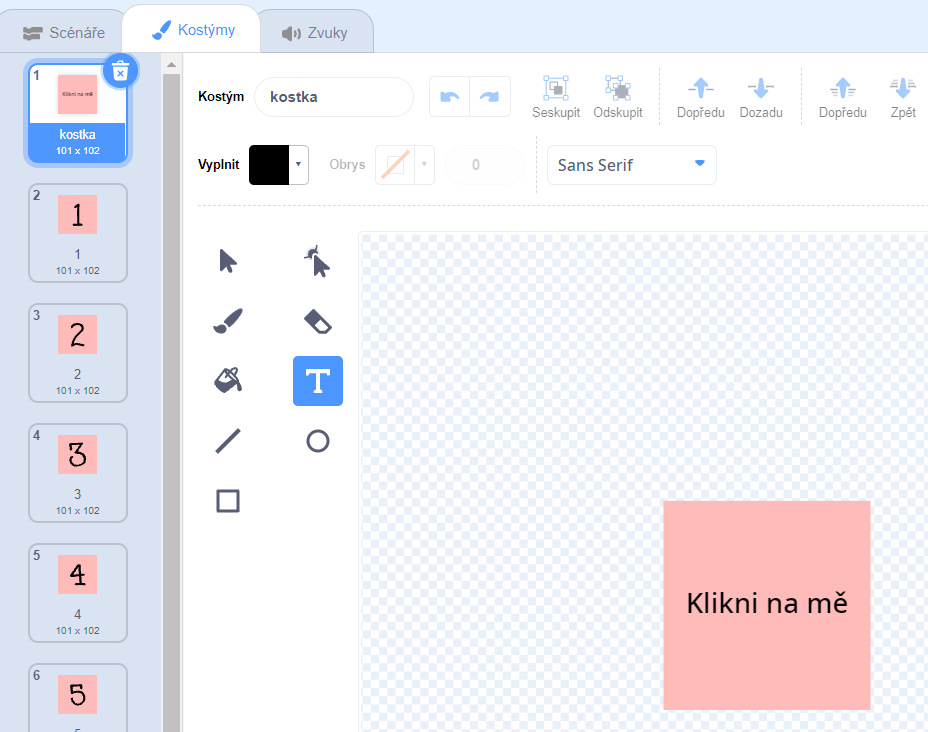 Scénáře
Kostýmy
Zvuky
1
Klikni na mě
kostka
101 x 102
2
1
1
101 x 102
3
2
2
101 x 102
4
3
3
101 x 102
5
4
4
101 x 102
6
5
Kostým
kostka
Seskupit
Odskupit
Dopředu
Dozadu
Dopředu
Zpět
Vyplnit
Obrys
0
Sans Serif
T
Klikni na mě